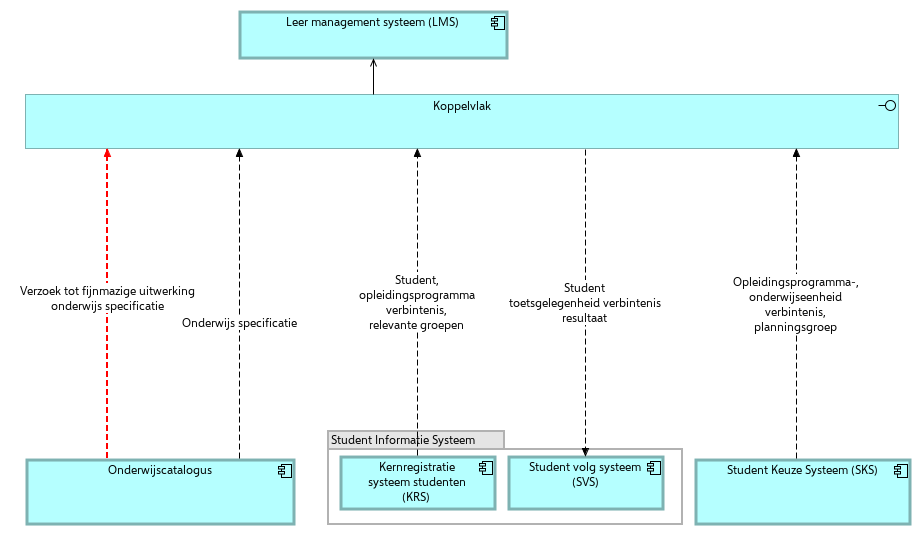 Leer management systeem (LMS)
Koppelvlak
Verzoek tot fijnmazige uitwerking
onderwijs specificatie
Onderwijs specificatie
Student,
opleidingsprogramma
verbintenis,
relevante groepen
Student
toetsgelegenheid verbintenis
resultaat
Opleidingsprogramma-,
onderwijseenheid
verbintenis,
planningsgroep
Onderwijscatalogus
Student Informatie Systeem
Kernregistratie
systeem studenten
(KRS)
Student volg systeem
(SVS)
Student Keuze Systeem (SKS)